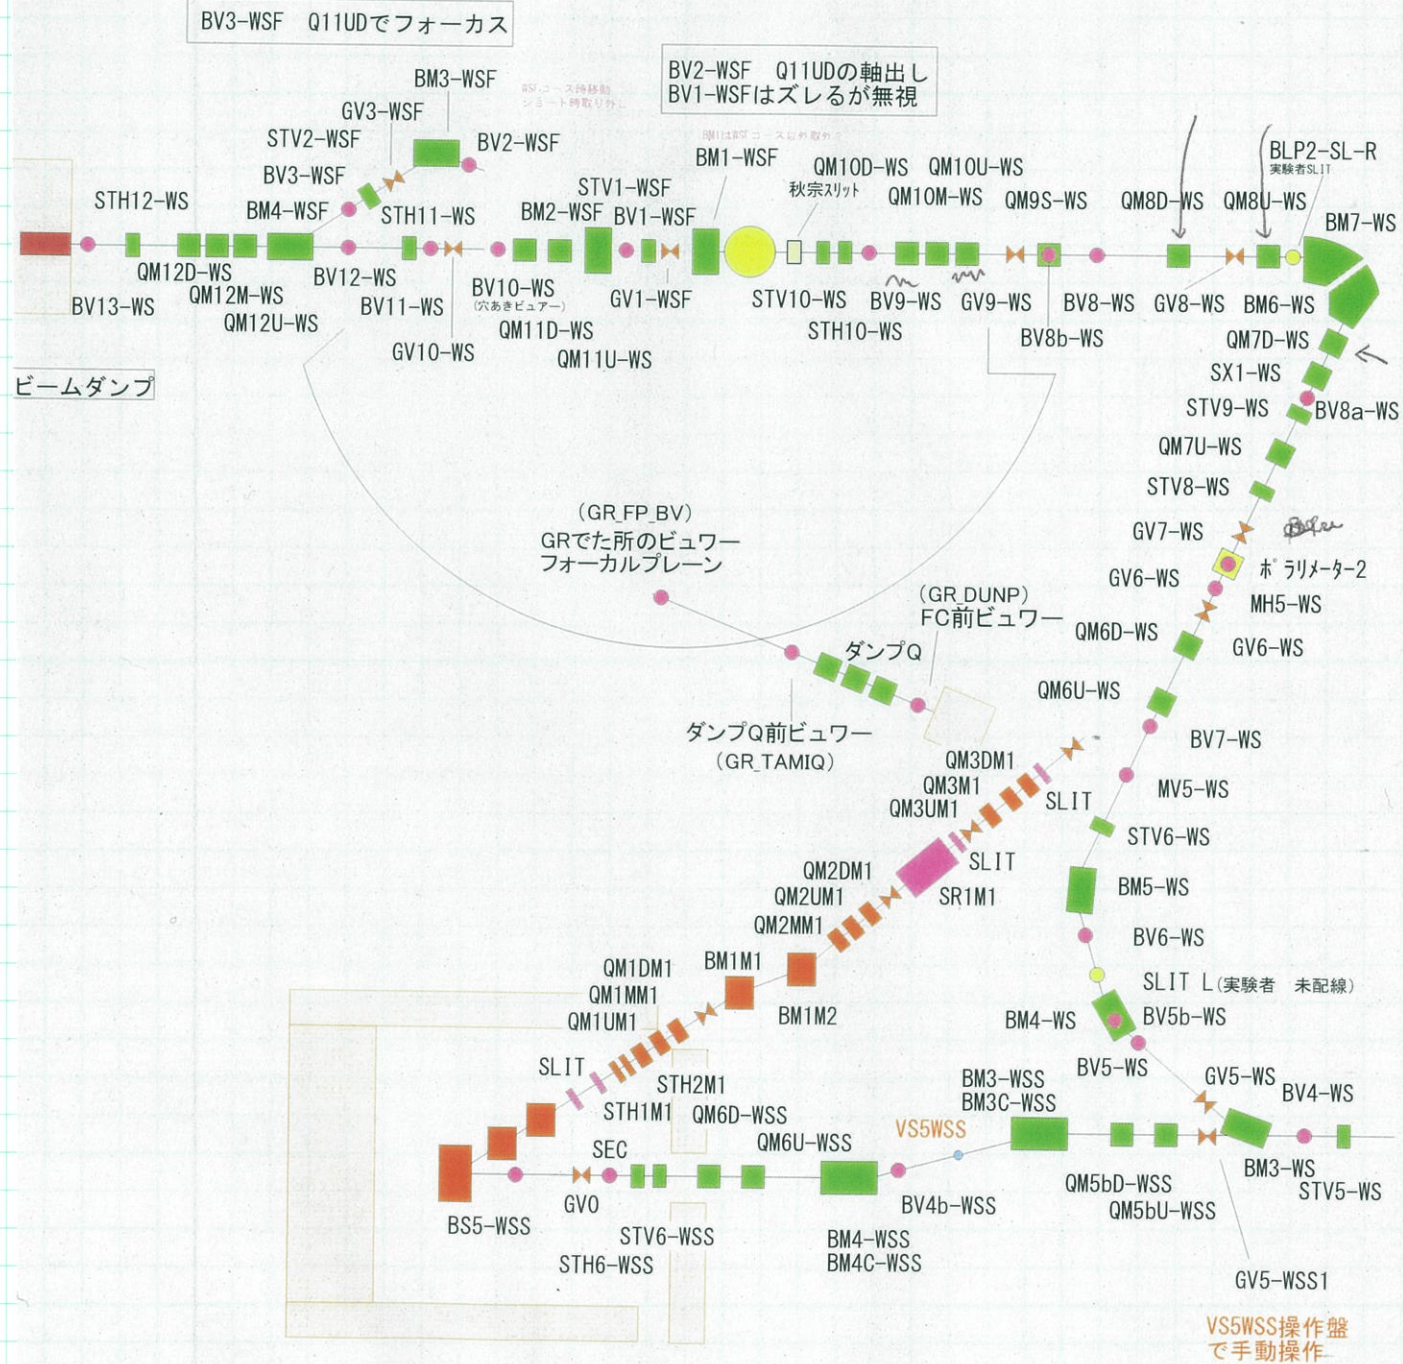 BV3-WSF Q11UDでフォーカス
BV2-WSF Q11UDの軸出し
BV1-WSFはズレるが無視
BM3-WSF
GV3-WSF
STV2-WSF
BV2-WSF
BV3-WSF
BM4-WSF
STH12-WS
STH11-WS
STV1-WSF
BM2-WSF
BV1-WSF
BM1-WSF
秋宗スリット
QM10D-WS
QM10U-WS
QM10M-WS
QM9S-WS
QM8D-WS
QM8U-WS
BLP2-SL-R
実験者SLIT
BM7-WS
QM12D-WS
BV13-WS
QM12M-WS
QM12U-WS
BV12-WS
BV11-WS
GV10-WS
BV10-WS
(穴あきビュアー)
QM11D-WS
QM11U-WS
GV1-WSF
STV10-WS
STH10-WS
BV9-WS
GV9-WS
BV8b-WS
BV8-WS
GV8-WS
BM6-WS
QM7D-WS
ビームダンプ
SX1-WS
STV9-WS
BV8a-WS
QM7U-WS
STV8-WS
GV7-WS
ポラリメーター2
GV6-WS
MH5-WS
QM6D-WS
GV6-WS
QM6U-WS
BV7-WS
MV5-WS
STV6-WS
BM5-WS
BV6-WS
SLIT L(実験者 未配線)
BM4-WS
BV5b-WS
BV5-WS
GV5-WS
BV4-WS
(GR_FP_BV)
GRでた所のビュワー
フォーカルプレーン
(GR_DUNP)
FC前ビュワー
ダンプQ
ダンプQ前ビュワー
(GR_TAMIQ)
QM3DM1
QM3M1
QM3UM1
SLIT
SLIT
SR1M1
QM2DM1
QM2UM1
QM2MM1
BM1M1
BM1M2
QM1DM1
QM1MM1
QM1UM1
SLIT
STH2M1
STH1M1
QM6D-WSS
QM6U-WSS
SEC
GV0
BS5-WSS
STV6-WSS
STH6-WSS
VS5WSS
BM3-WSS
BM3C-WSS
BV4b-WSS
BM4-WSS
BM4C-WSS
QM5bD-WSS
QM5bU-WSS
BM3-WS
STV5-WS
GV5-WSS1
VS5WSS操作盤
で手動操作